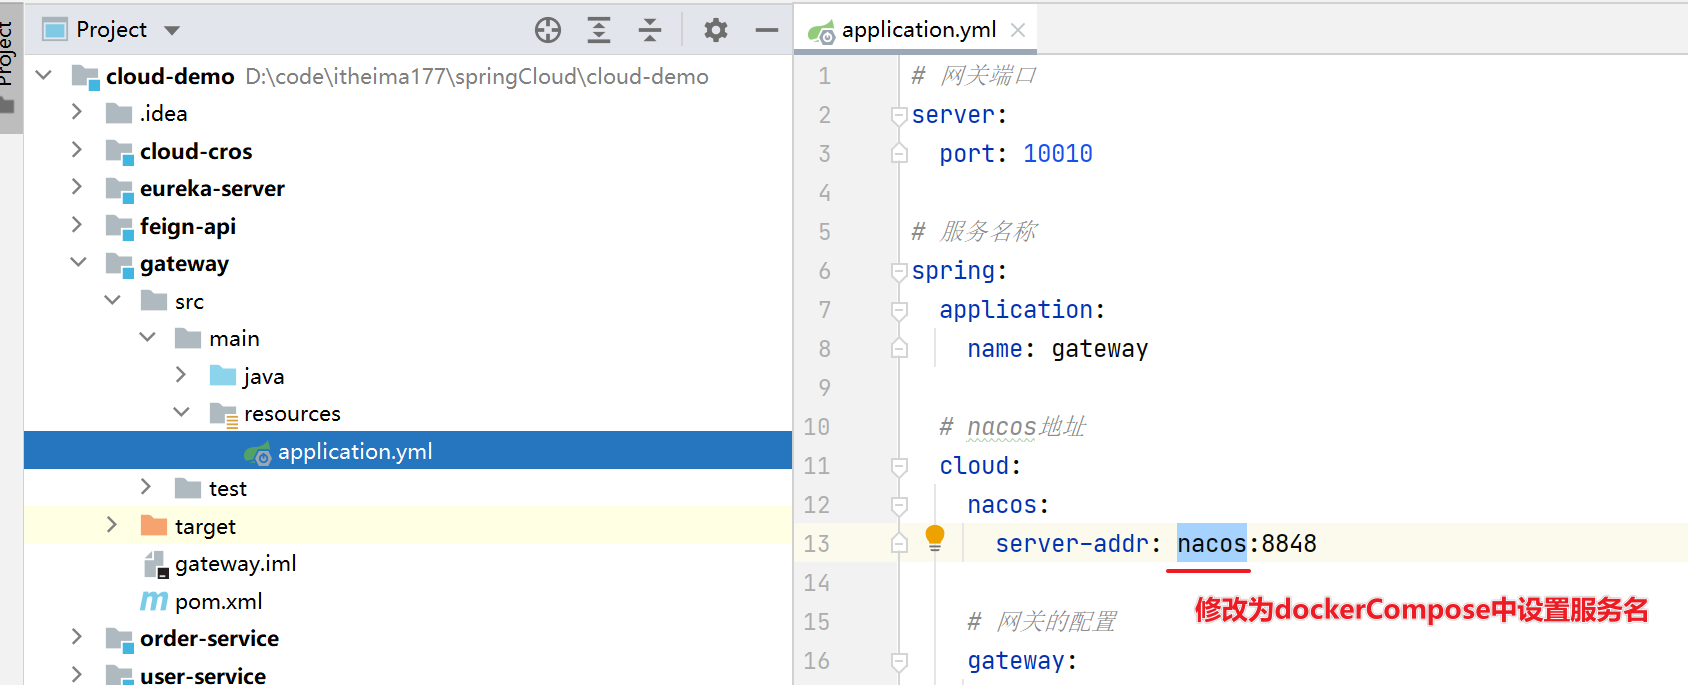 Project
Project
cloud-demo D:\code\itheima177\springCloud\cloud-demo
.idea
cloud-cros
eureka-server
feign-api
gateway
src
main
java
resources
application.yml
test
target
gateway.iml
pom.xml
order-service
user-service
application.yml
1 # 网关端口
2 server:
3 port: 10010
4
5 # 服务名称
6 spring:
7 application:
8 name: gateway
9
10 # nacos地址
11 cloud:
12 nacos:
13 server-addr: nacos:8848
14
修改为dockerCompose中设置服务名
15 # 网关的配置
16 gateway: